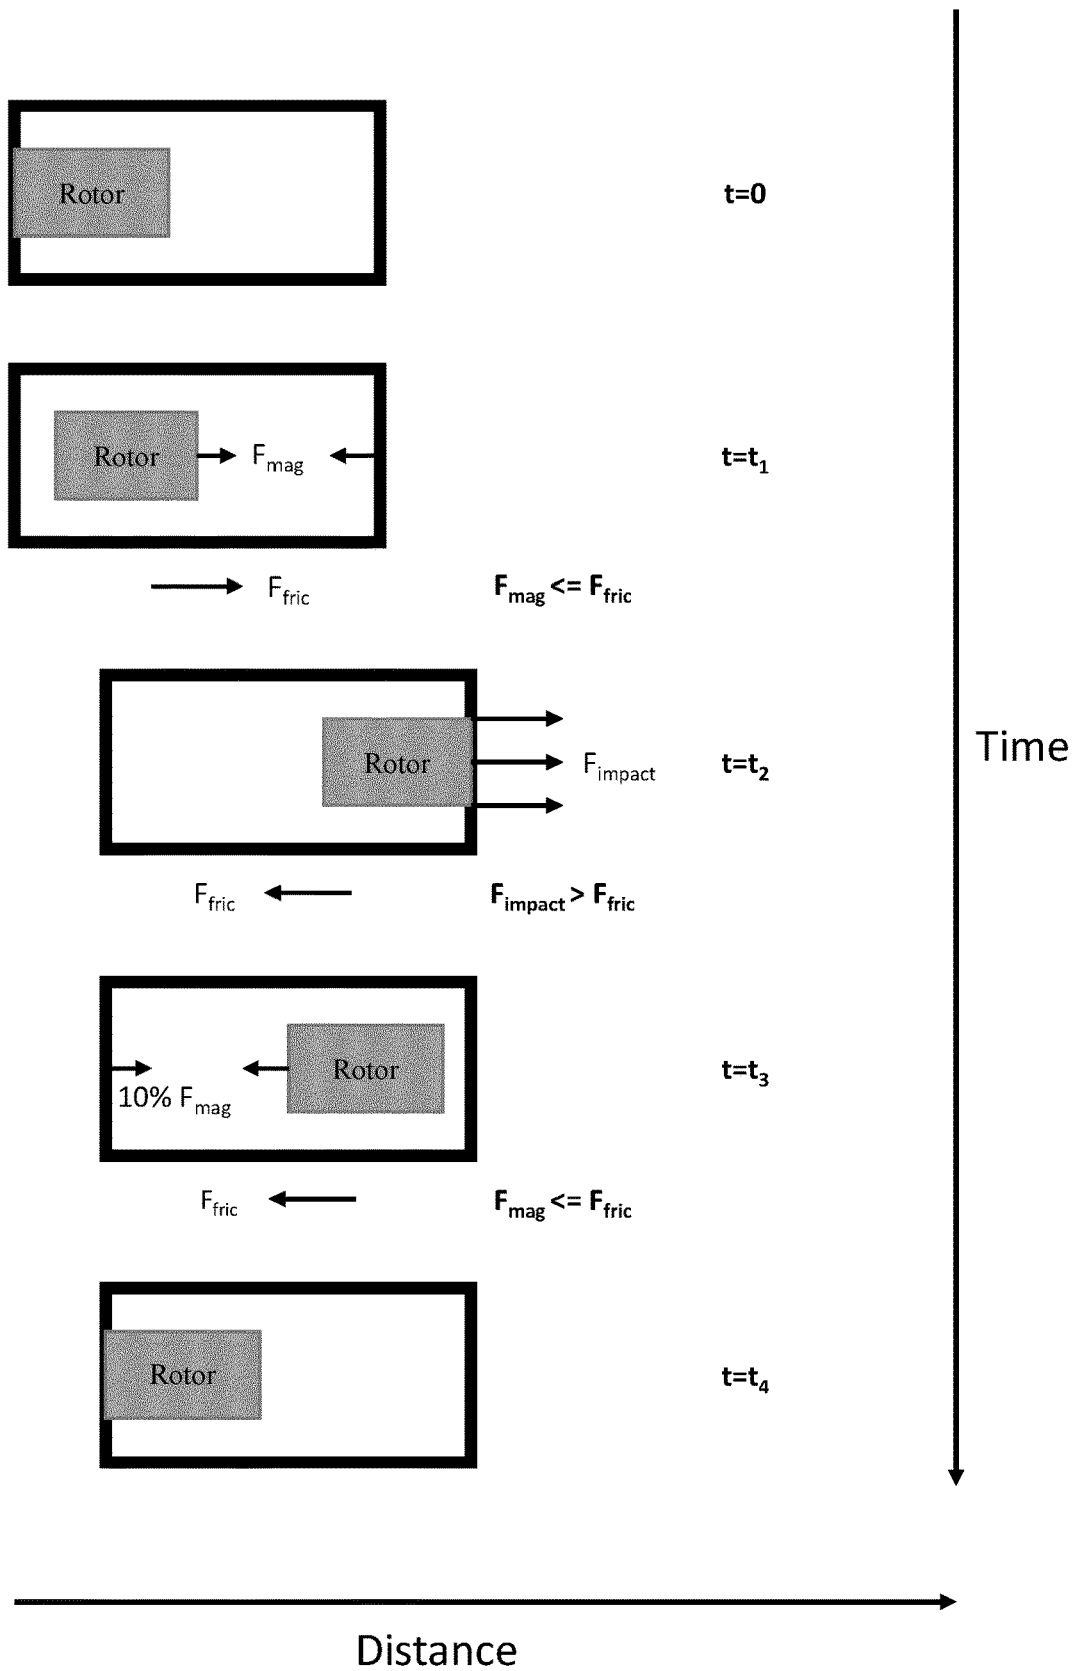 Rotor
t=0
Rotor
F_mag
t=t_1
F_fric
F_mag <= F_fric
Rotor
F_impact
t=t_2
Time
F_fric
F_impact > F_fric
Rotor
t=t_3
10% F_mag
F_fric
F_mag <= F_fric
Rotor
t=t_4
Distance